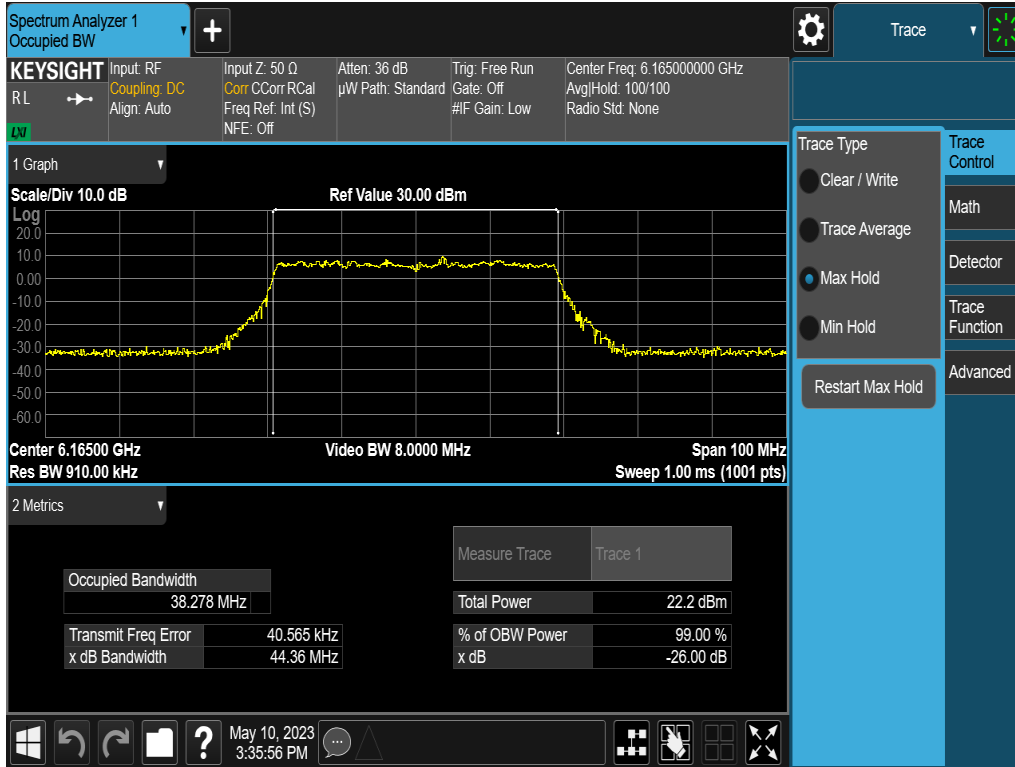 Spectrum Analyzer 1
Occupied BW
+
Trace
KEYSIGHT
R L
LXI
Input: RF
Coupling: DC
Align: Auto
Input Z: 50 Ω
Corr CCorr RCal
Freq Ref: Int (S)
NFE: Off
Atten: 36 dB
µW Path: Standard
Trig: Free Run
Gate: Off
#IF Gain: Low
Center Freq: 6.165000000 GHz
Avg|Hold: 100/100
Radio Std: None
1 Graph
Scale/Div 10.0 dB
Ref Value 30.00 dBm
Log
20.0
10.0
0.00
-10.0
-20.0
-30.0
-40.0
-50.0
-60.0
Center 6.16500 GHz
Video BW 8.0000 MHz
Span 100 MHz
Res BW 910.00 kHz
Sweep 1.00 ms (1001 pts)
2 Metrics
Measure Trace
Trace 1
Occupied Bandwidth
38.278 MHz
Total Power
22.2 dBm
Transmit Freq Error
40.565 kHz
% of OBW Power
99.00 %
x dB Bandwidth
44.36 MHz
x dB
-26.00 dB
Trace Type
Clear / Write
Trace Average
Max Hold
Min Hold
Restart Max Hold
Trace
Control
Math
Detector
Trace
Function
Advanced
?
May 10, 2023
3:35:56 PM